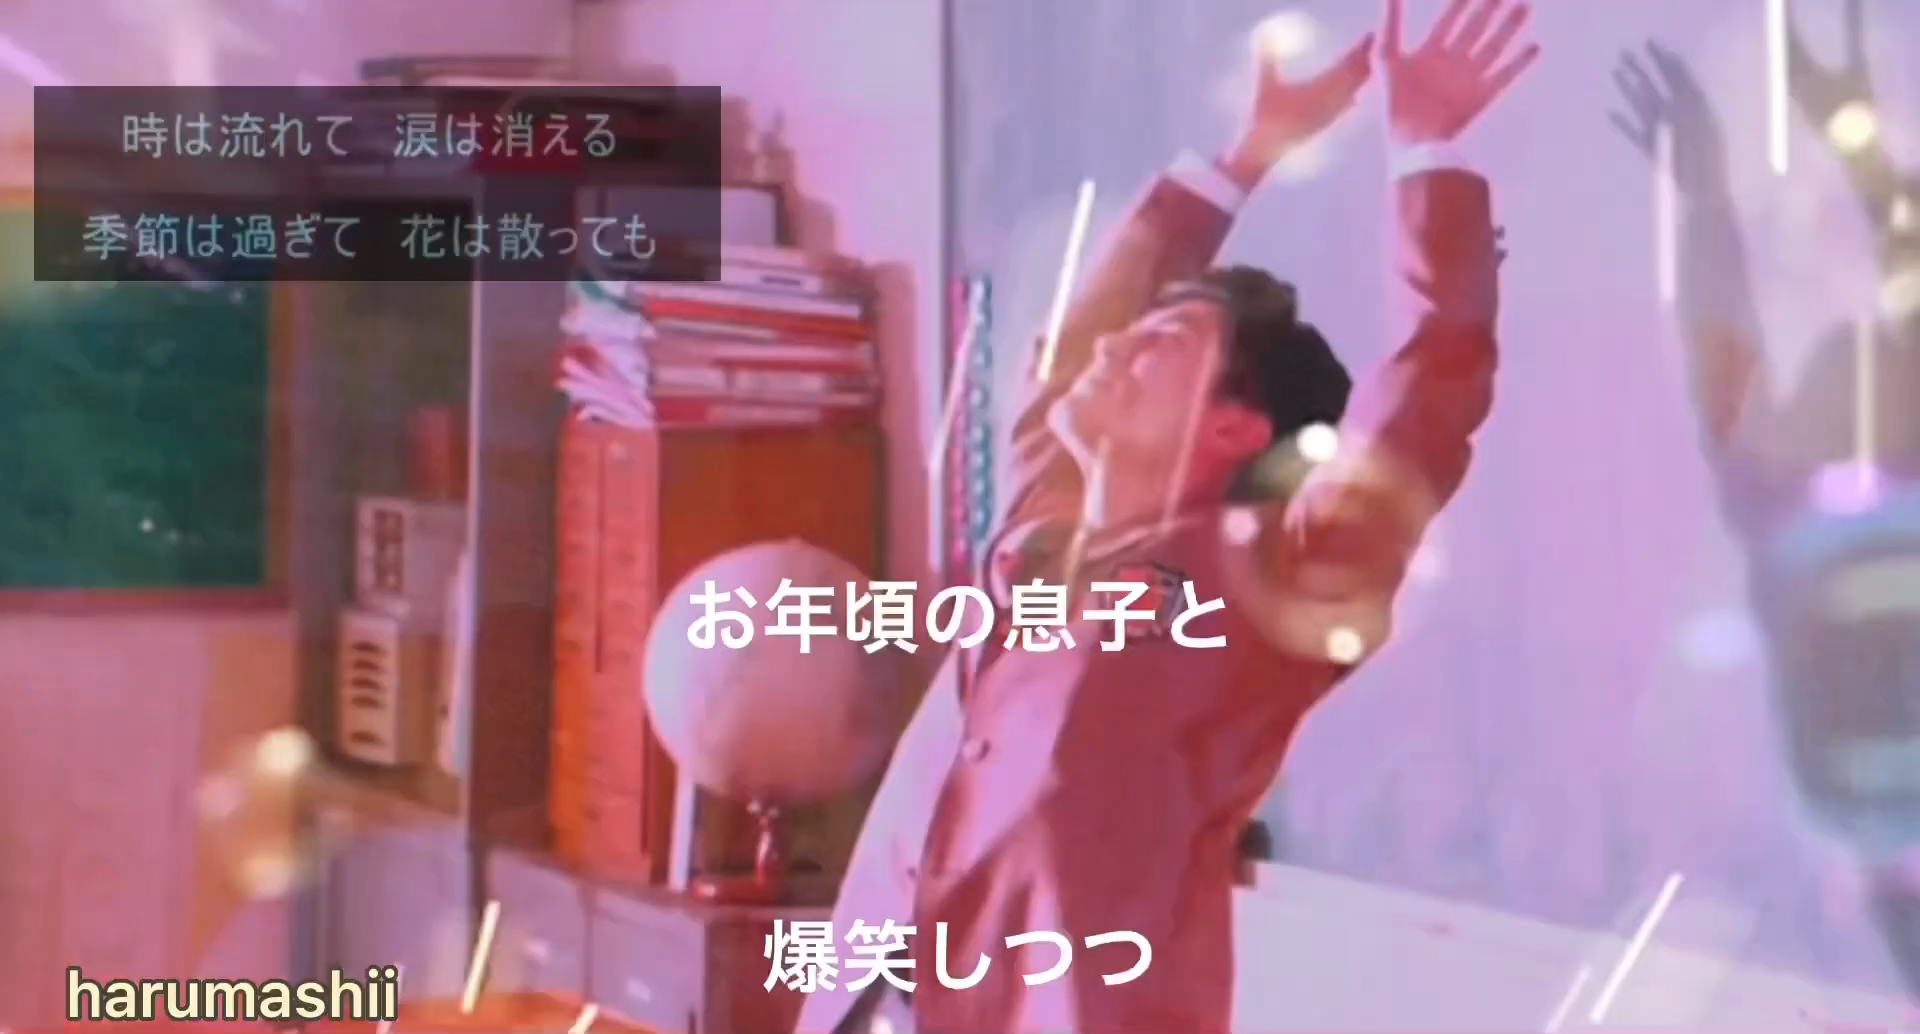 時は流れて　涙は消える
季節は過ぎて　花は散っても
お年頃の息子と
爆笑しつつ
harumashii